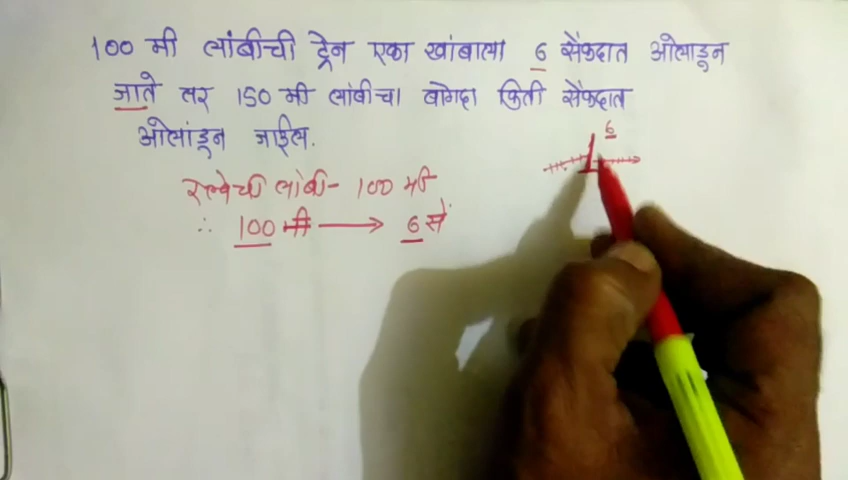 100 मी लांबीची ट्रेन एका खांबाला 6 सेकंदात ओलाडून
जाते तर 150 मी लांबीचा बोगदा किती सेकंदात
ओलांडून जाईल.
6
रेल्वेची लांबी - 100 मी
∴ 100 मी → 6 सें